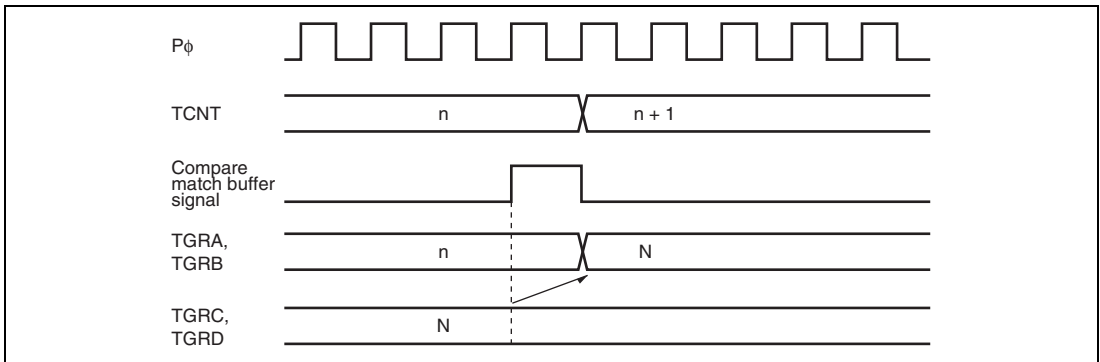 Pϕ
TCNT
n
n + 1
Compare
match buffer
signal
TGRA,
TGRB
n
N
TGRC,
TGRD
N